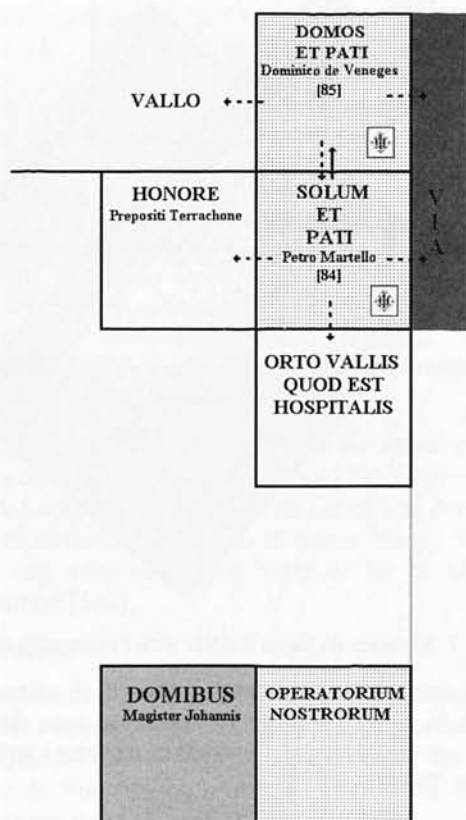 DOMOS
ET PATI
Dominico de Veneges
[85]
VALLO
VIA
HONORE
Prepositi Terrachone
SOLUM
ET
PATI
Petro Martello
[84]
ORTO VALLIS
QUOD EST
HOSPITALIS
DOMIBUS
Magister Johannis
OPERATORIUM
NOSTRORUM